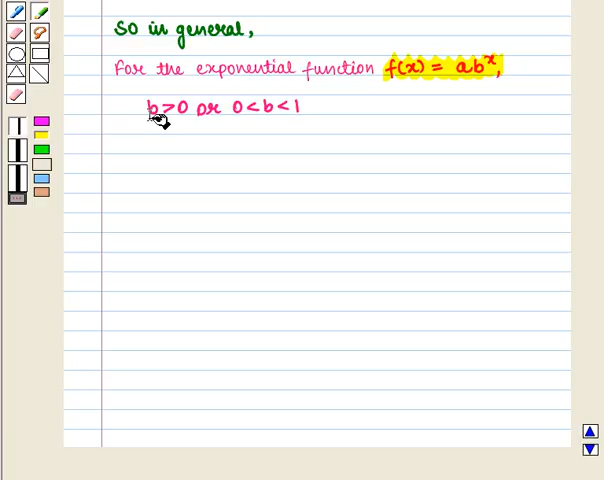 So in general,
For the exponential function f(x) = ab^x,
b > 0 or 0 < b < 1